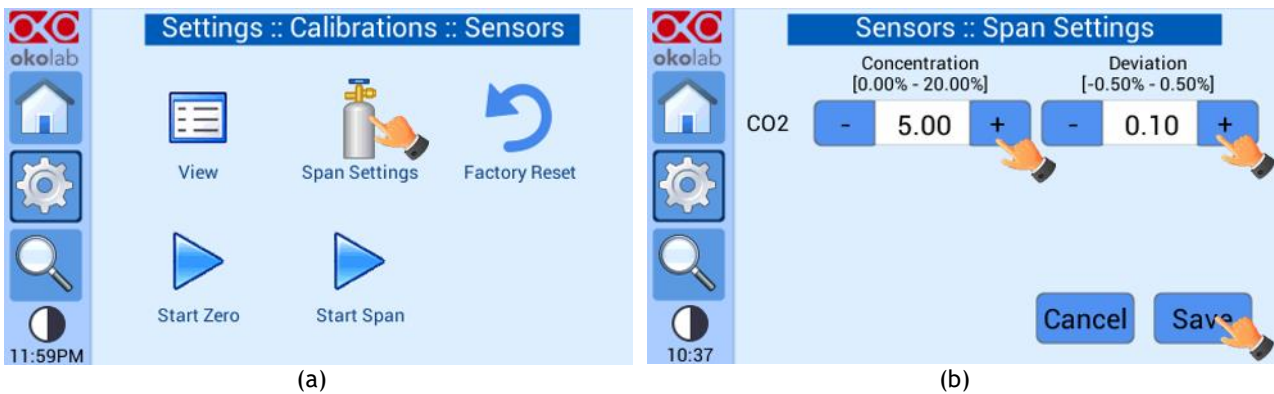 okolab
Settings :: Calibrations :: Sensors
View
Span Settings
Factory Reset
Start Zero
Start Span
11:59PM
(a)
okolab
Sensors :: Span Settings
Concentration
[0.00% - 20.00%]
Deviation
[-0.50% - 0.50%]
CO2 - 5.00 + - 0.10 +
Cancel Save
10:37
(b)